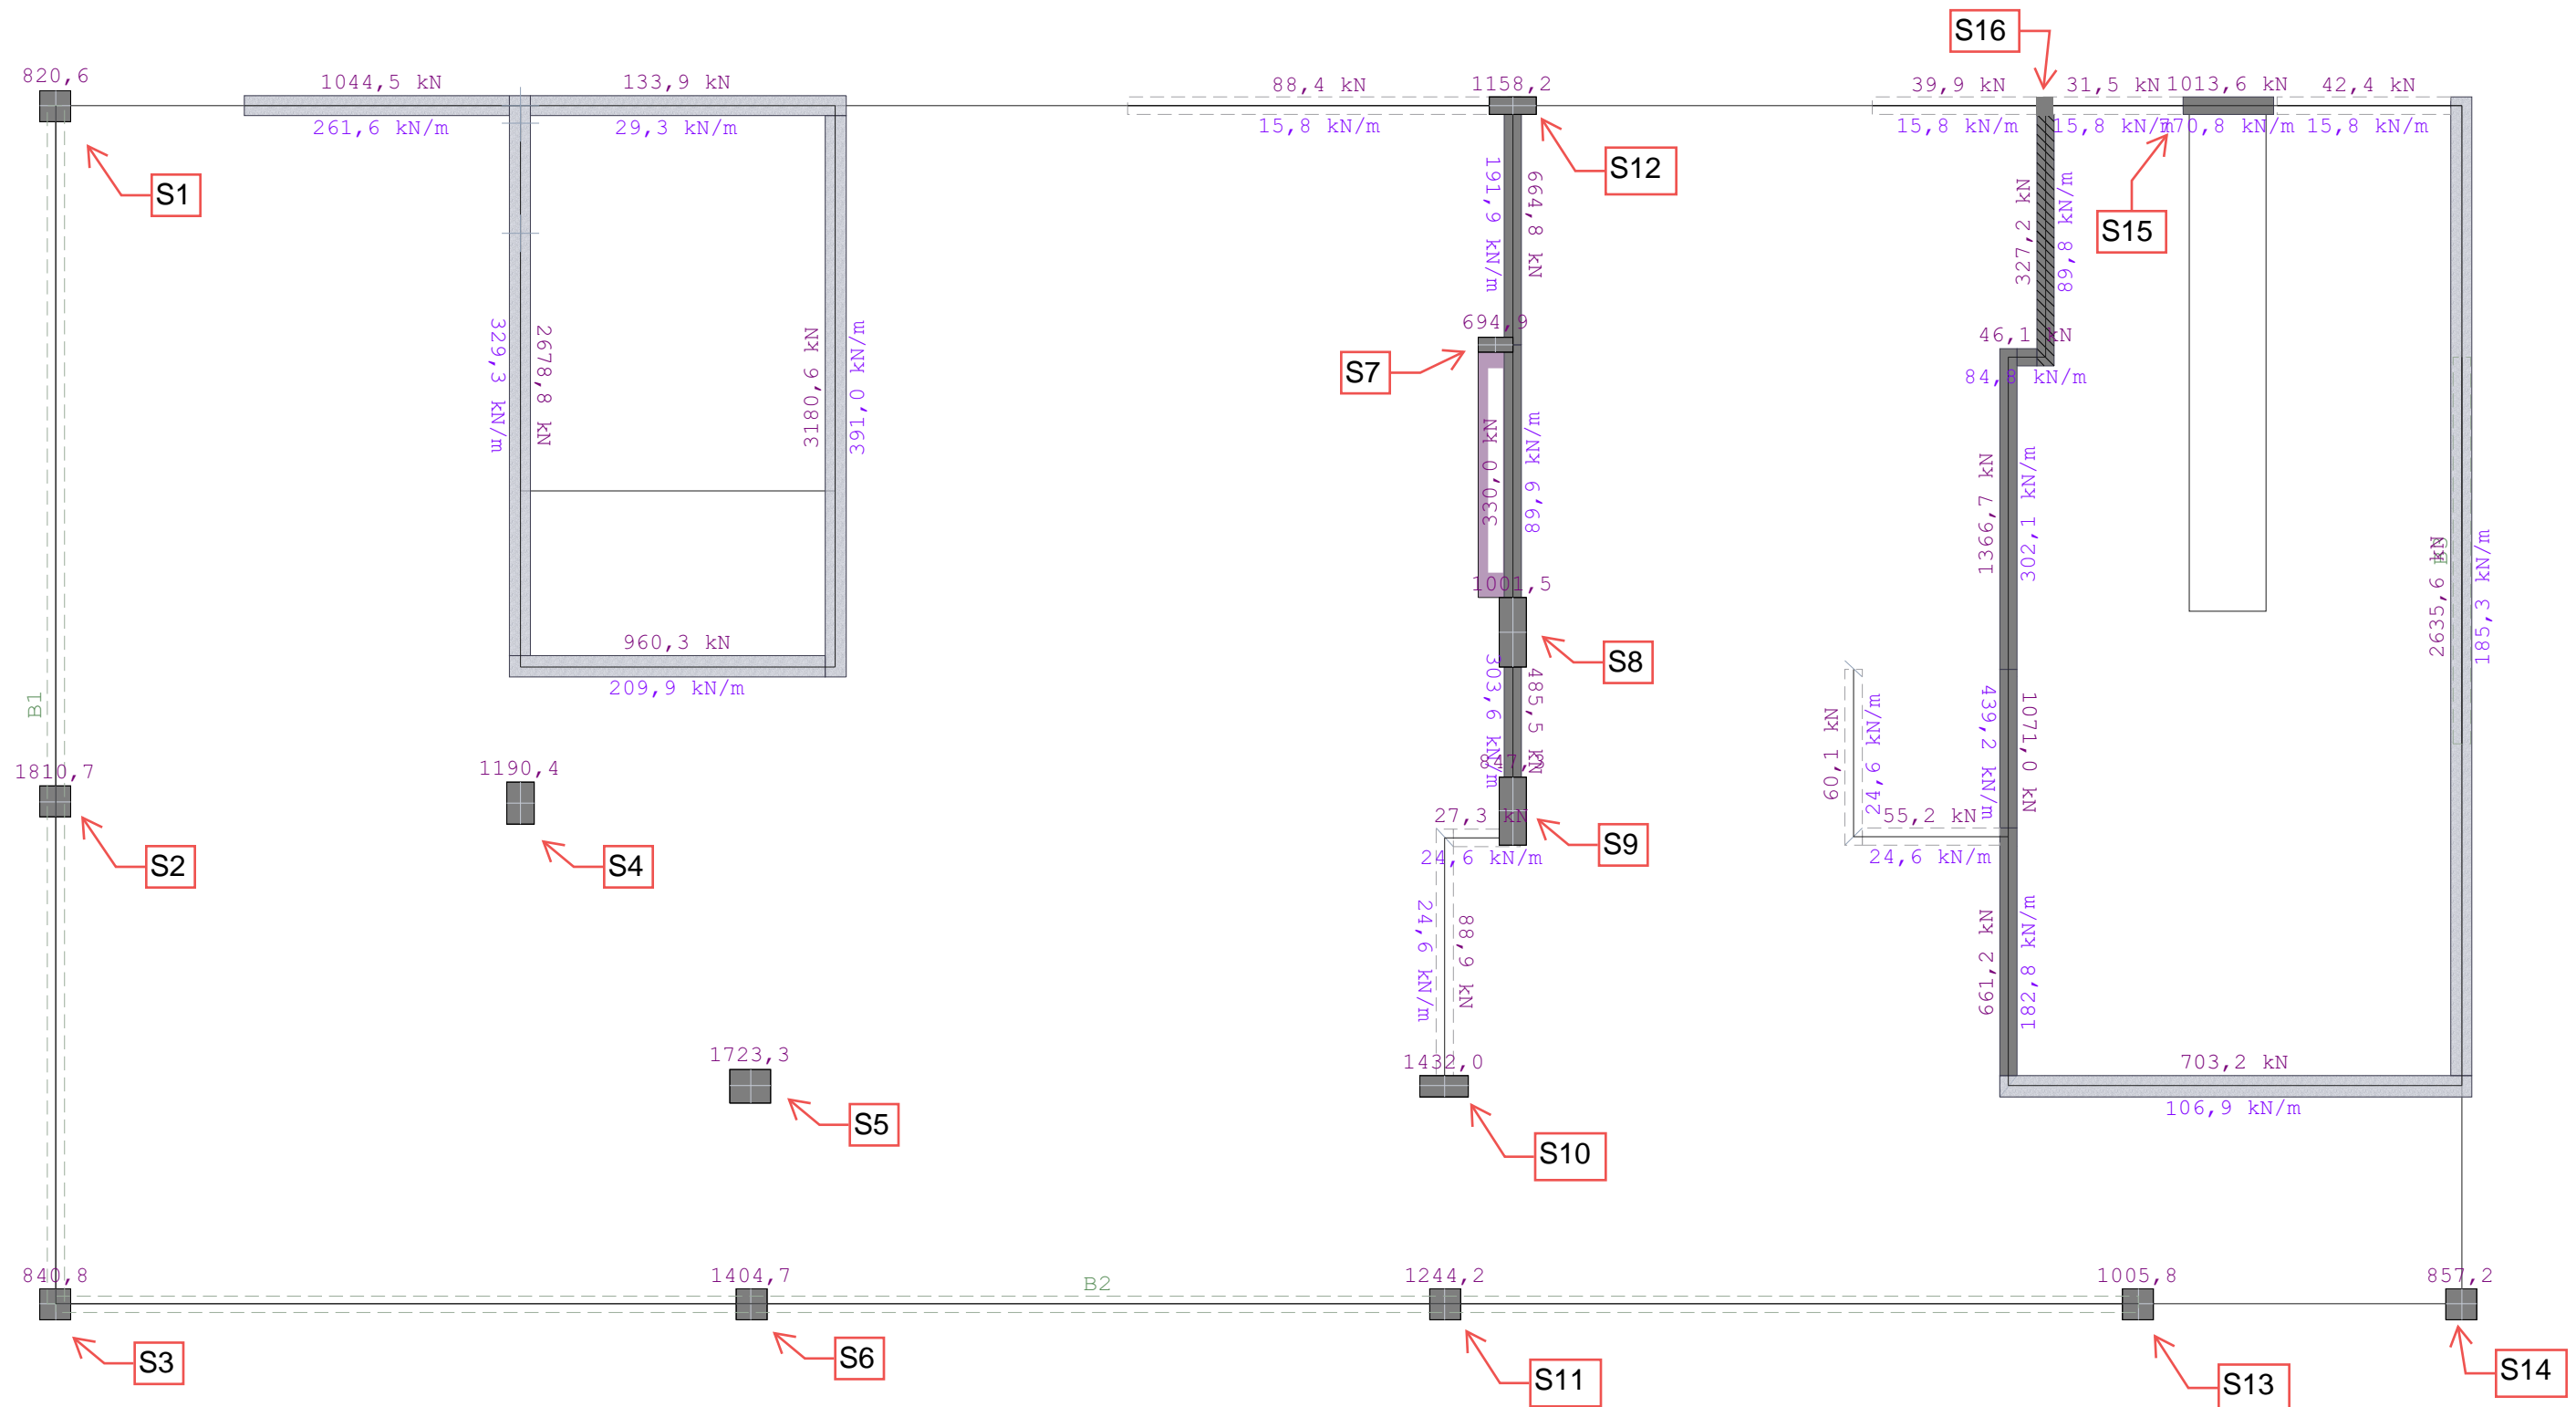 S16
820,6
1044,5 kN
133,9 kN
88,4 kN
1158,2
39,9 kN
31,5 kN
1013,6 kN
42,4 kN
261,6 kN/m
29,3 kN/m
15,8 kN/m
15,8 kN/m
15,8 kN/m
770,8 kN/m
15,8 kN/m
S1
S12
S15
191,9 kN/m
664,8 kN
327,2 kN
89,8 kN/m
694,9
46,1 kN
S7
84,8 kN/m
329,3 kN/m
2678,8 kN
3180,6 kN
391,0 kN/m
330,0 kN
89,9 kN/m
1366,7 kN
302,1 kN/m
2635,6 kN
185,3 kN/m
1001,5
960,3 kN
209,9 kN/m
S8
303,6 kN/m
485,5 kN
B1
60,1 kN
24,6 kN/m
439,2 kN/m
1071,0 kN
1810,7
1190,4
S2
S4
27,3 kN
S9
55,2 kN
24,6 kN/m
24,6 kN/m
24,6 kN/m
88,9 kN
661,2 kN
182,8 kN/m
1723,3
1432,0
703,2 kN
106,9 kN/m
S5
S10
840,8
1404,7
B2
1244,2
1005,8
857,2
S3
S6
S11
S13
S14